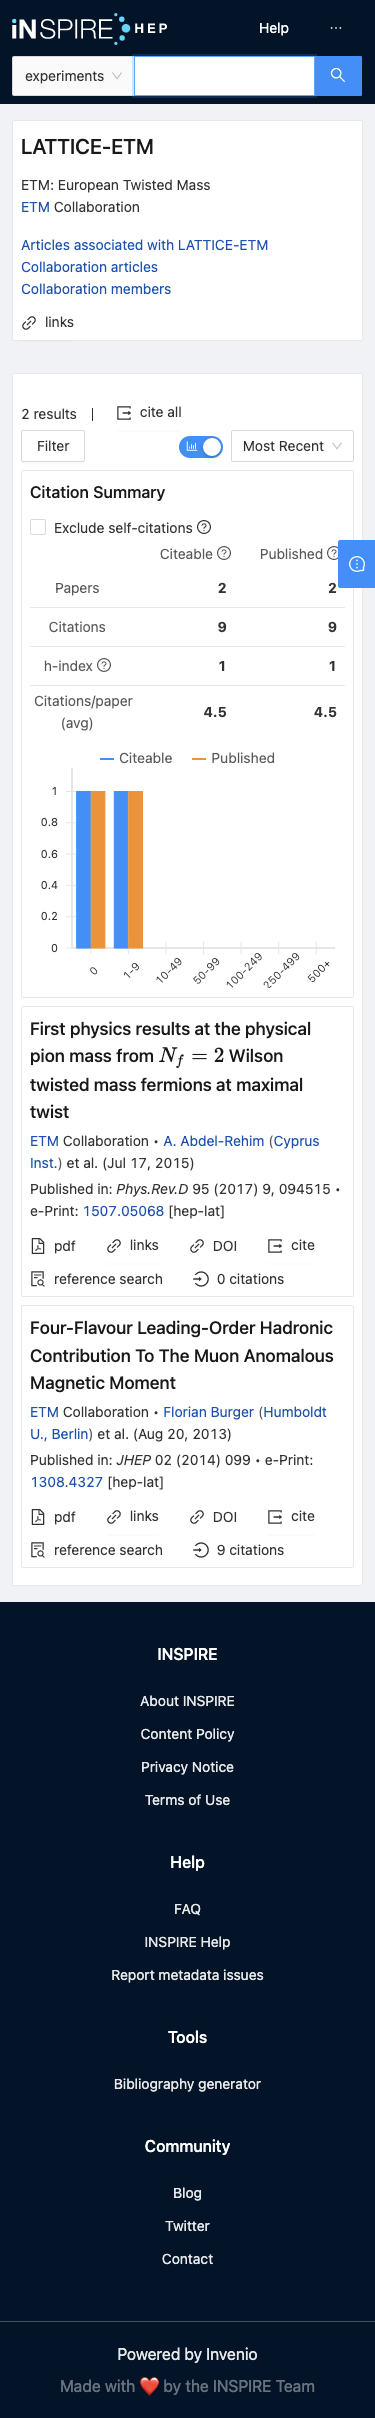 iNSPIRE HEP
Help
···
experiments
LATTICE-ETM
ETM: European Twisted Mass
ETM Collaboration
Articles associated with LATTICE-ETM
Collaboration articles
Collaboration members
links
2 results | cite all
Filter
Most Recent
Citation Summary
Exclude self-citations
Citeable Published
Papers 2 2
Citations 9 9
h-index 1 1
Citations/paper (avg) 4.5 4.5
Citeable Published
1
0.8
0.6
0.4
0.2
0
0 1-9 10-49 50-99 100-249 250-499 500+
First physics results at the physical
pion mass from N_f = 2 Wilson
twisted mass fermions at maximal
twist
ETM Collaboration • A. Abdel-Rehim (Cyprus
Inst.) et al. (Jul 17, 2015)
Published in: Phys.Rev.D 95 (2017) 9, 094515 •
e-Print: 1507.05068 [hep-lat]
pdf links DOI cite
reference search 0 citations
Four-Flavour Leading-Order Hadronic
Contribution To The Muon Anomalous
Magnetic Moment
ETM Collaboration • Florian Burger (Humboldt
U., Berlin) et al. (Aug 20, 2013)
Published in: JHEP 02 (2014) 099 • e-Print:
1308.4327 [hep-lat]
pdf links DOI cite
reference search 9 citations
INSPIRE
About INSPIRE
Content Policy
Privacy Notice
Terms of Use
Help
FAQ
INSPIRE Help
Report metadata issues
Tools
Bibliography generator
Community
Blog
Twitter
Contact
Powered by Invenio
Made with ❤️ by the INSPIRE Team